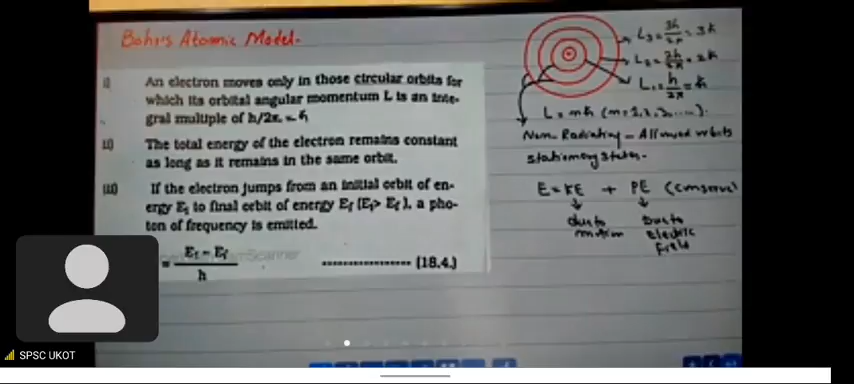 Bohr's Atomic Model.
i) An electron moves only in those circular orbits for
which its orbital angular momentum L is an inte-
gral multiple of h/2π = ℏ
ii) The total energy of the electron remains constant
as long as it remains in the same orbit.
iii) If the electron jumps from an initial orbit of en-
ergy Ei to final orbit of energy Ef (Ei> Ef), a pho-
ton of frequency is emitted.
= Ei - Ef / h ................. (18.4.)
Scanner
L3 = 3h/2π = 3ℏ
L2 = 2h/2π = 2ℏ
L1 = h/2π = ℏ
L = nℏ (n=1,2,3,....).
Non-Radiating - Allowed orbits
stationary states.
E = KE + PE
due to motion
Due to electric field
SPSC UKOT